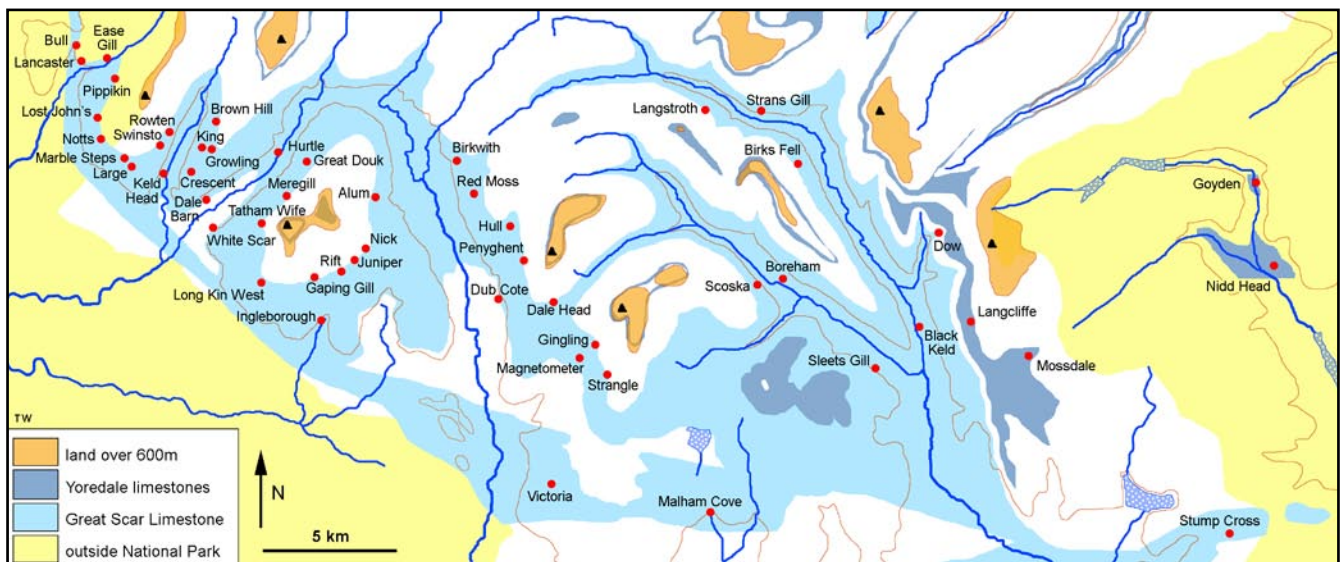 Bull
Ease
Gill
Lancaster
Pippikin
Lost John's
Notts
Marble Steps
Large
Rowten
Swinsto
Brown Hill
King
Growling
Keld
Head
Crescent
Dale
Barn
Hurtle
Great Douk
Meregill
Alum
Tatham Wife
White Scar
Nick
Rift
Juniper
Gaping Gill
Long Kin West
Ingleborough
Birkwith
Red Moss
Hull
Penyghent
Dub Cote
Dale Head
Gingling
Magnetometer
Strangle
Langstroth
Strans Gill
Birks Fell
Scoska
Boreham
Sleets Gill
Dow
Black
Keld
Langcliffe
Mossdale
Goyden
Nidd Head
Victoria
Malham Cove
Stump Cross
TW
land over 600m
Yoredale limestones
Great Scar Limestone
outside National Park
N
5 km